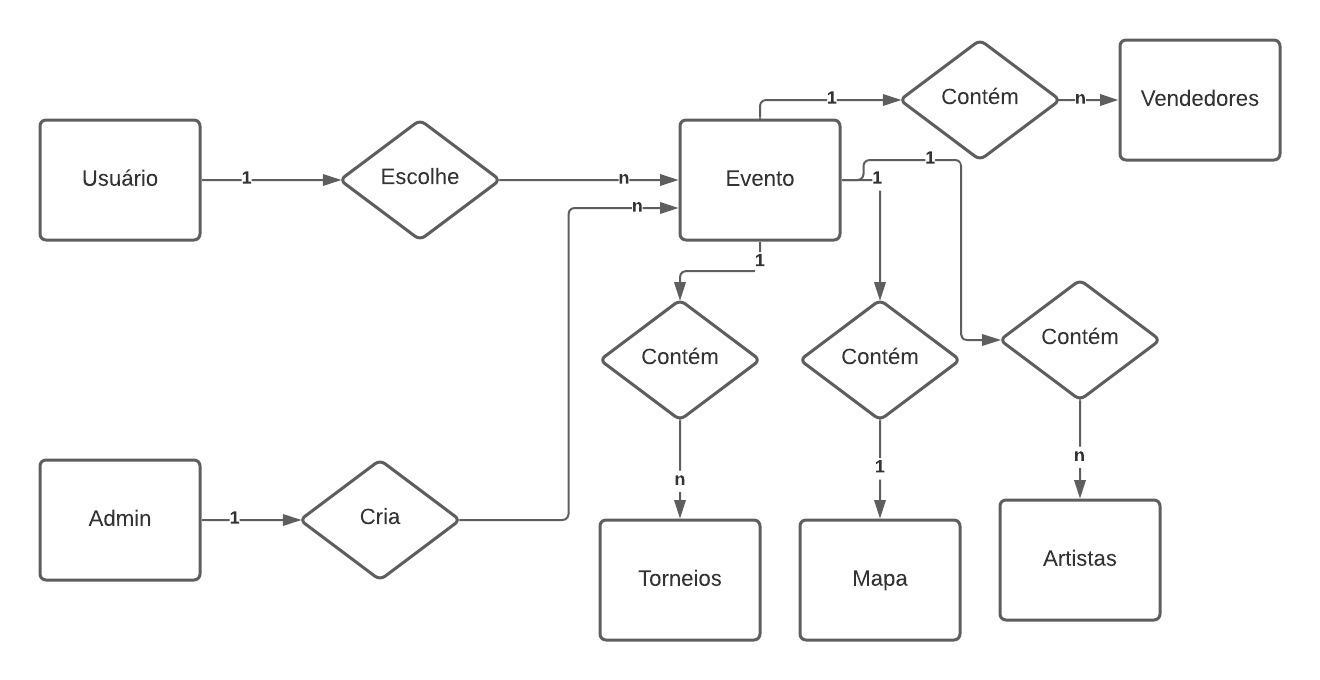 1
Contém
n
Vendedores
Usuário
1
Escolhe
n
Evento
1
1
n
1
Contém
Contém
Contém
n
1
n
Admin
1
Cria
Torneios
Mapa
Artistas